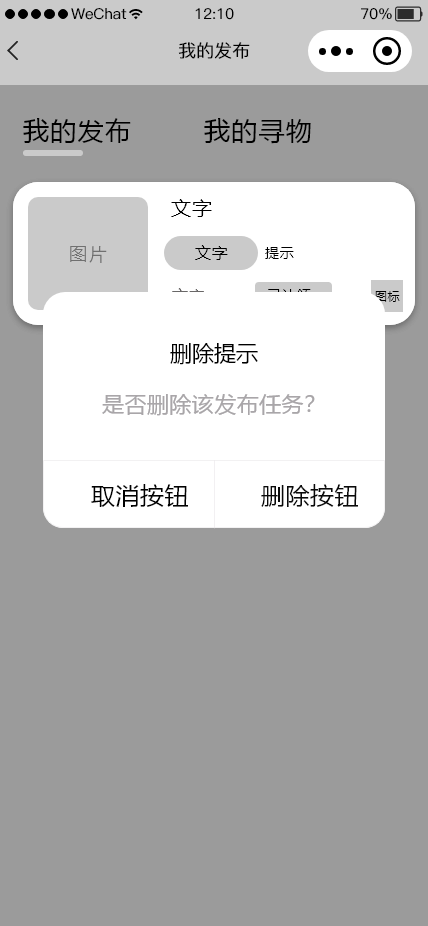 WeChat 12:10 70%
我的发布
我的发布 我的寻物
图片
文字
文字 提示
图标
删除提示
是否删除该发布任务?
取消按钮 删除按钮